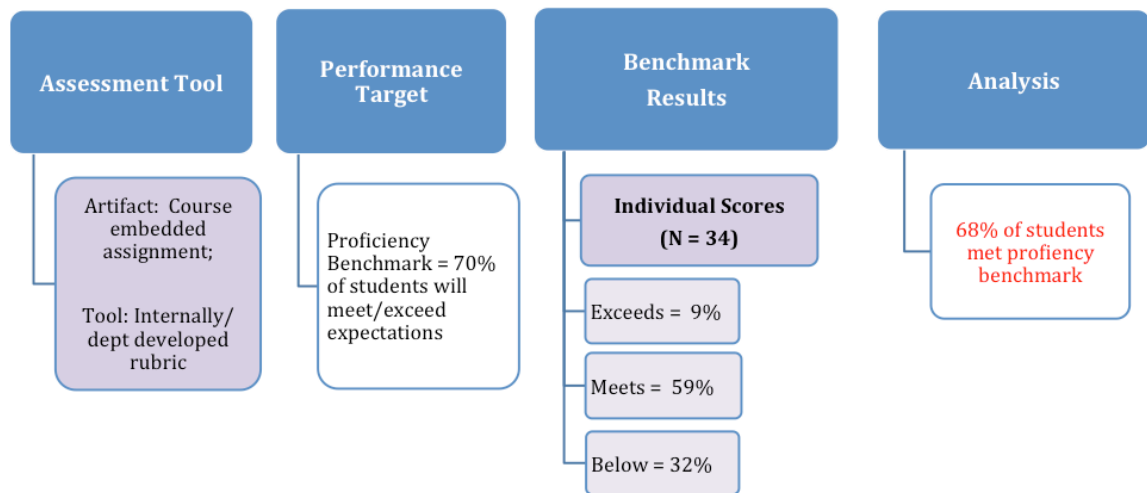 Assessment Tool
Artifact: Course
embedded
assignment;
Tool: Internally/
dept developed
rubric
Performance
Target
Proficiency
Benchmark = 70%
of students will
meet/exceed
expectations
Benchmark
Results
Individual Scores
(N = 34)
Exceeds = 9%
Meets = 59%
Below = 32%
Analysis
68% of students
met profiency
benchmark